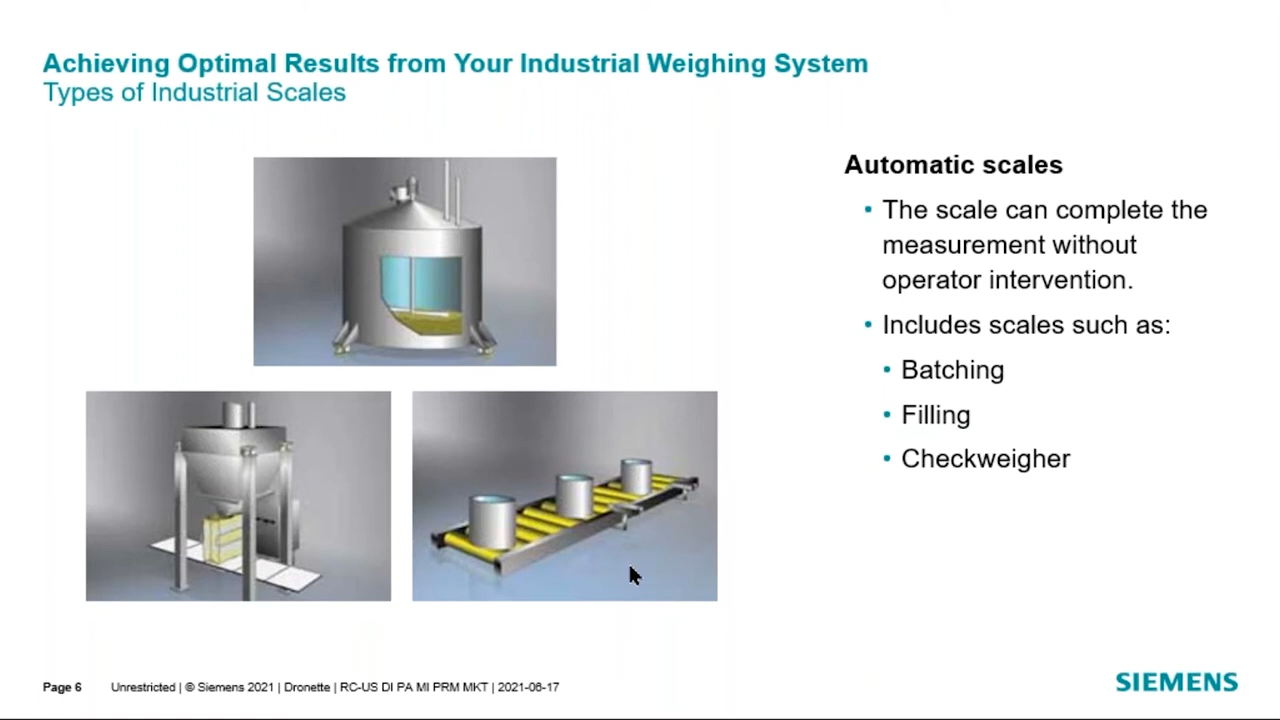 Achieving Optimal Results from Your Industrial Weighing System
Types of Industrial Scales
Automatic scales
• The scale can complete the
measurement without
operator intervention.
• Includes scales such as:
• Batching
• Filling
• Checkweigher
Page 6 Unrestricted | © Siemens 2021 | Dronette | RC-US DI PA MI PRM MKT | 2021-06-17
SIEMENS